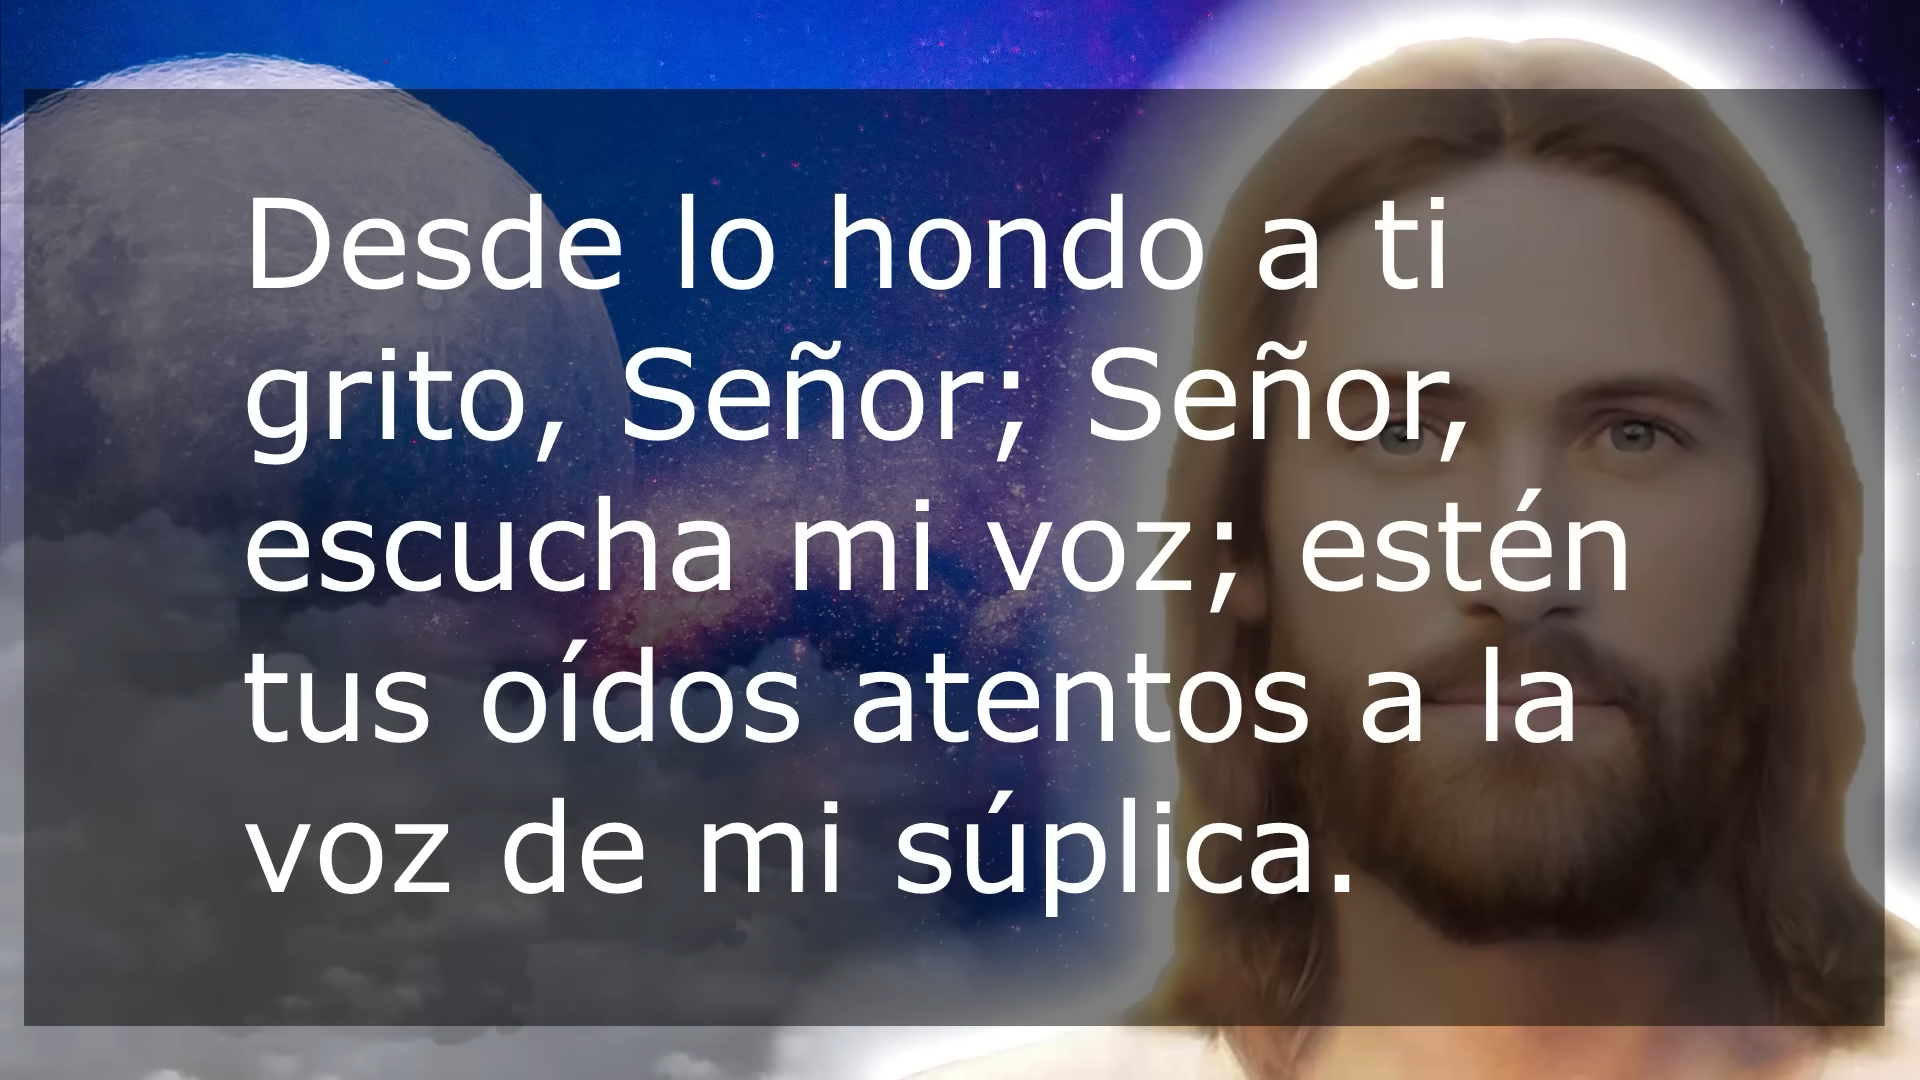 Desde lo hondo a ti
grito, Señor; Señor,
escucha mi voz; estén
tus oídos atentos a la
voz de mi súplica.